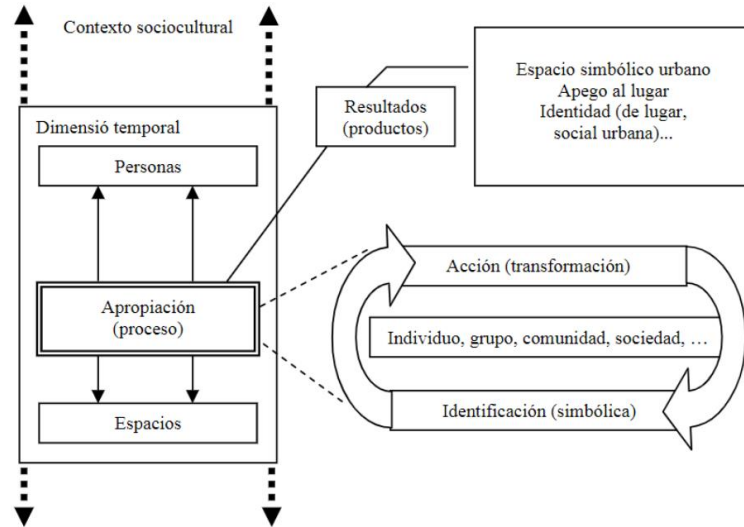 Contexto sociocultural
Dimensió temporal
Personas
Apropiación
(proceso)
Espacios
Resultados
(productos)
Espacio simbólico urbano
Apego al lugar
Identidad (de lugar,
social urbana)...
Acción (transformación)
Individuo, grupo, comunidad, sociedad, …
Identificación (simbólica)